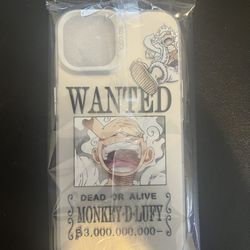 WANTED
DEAD OR ALIVE
MONKEY·D·LUFY
฿3,000,000,000-